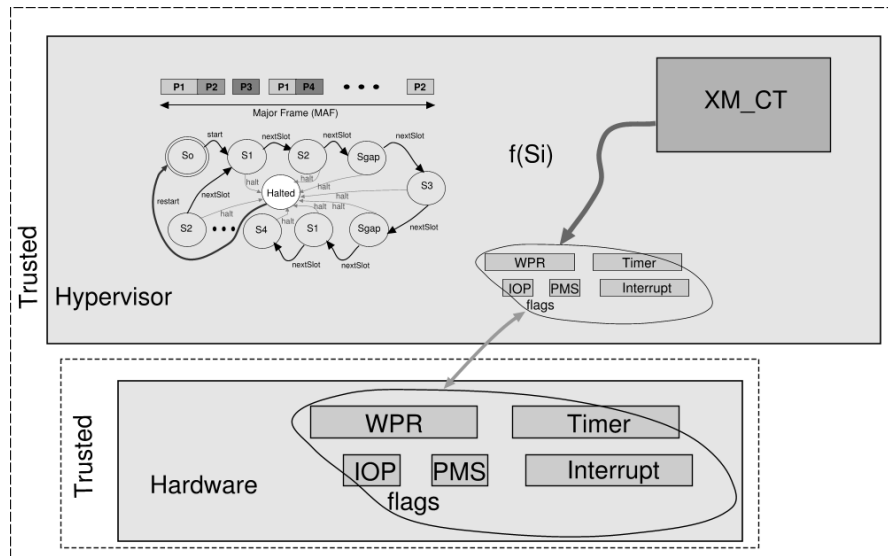 P1 P2 P3 P1 P4 • • • P2
Major Frame (MAF)
XM_CT
f(Si)
start nextSlot nextSlot nextSlot
So S1 S2 Sgap
halt halt halt
Halted
halt
S3
restart nextSlot
halt halt halt halt
S2 • • • S4 S1 Sgap
nextSlot
nextSlot nextSlot
WPR Timer
IOP PMS Interrupt
flags
Trusted
Hypervisor
WPR Timer
IOP PMS Interrupt
flags
Trusted
Hardware